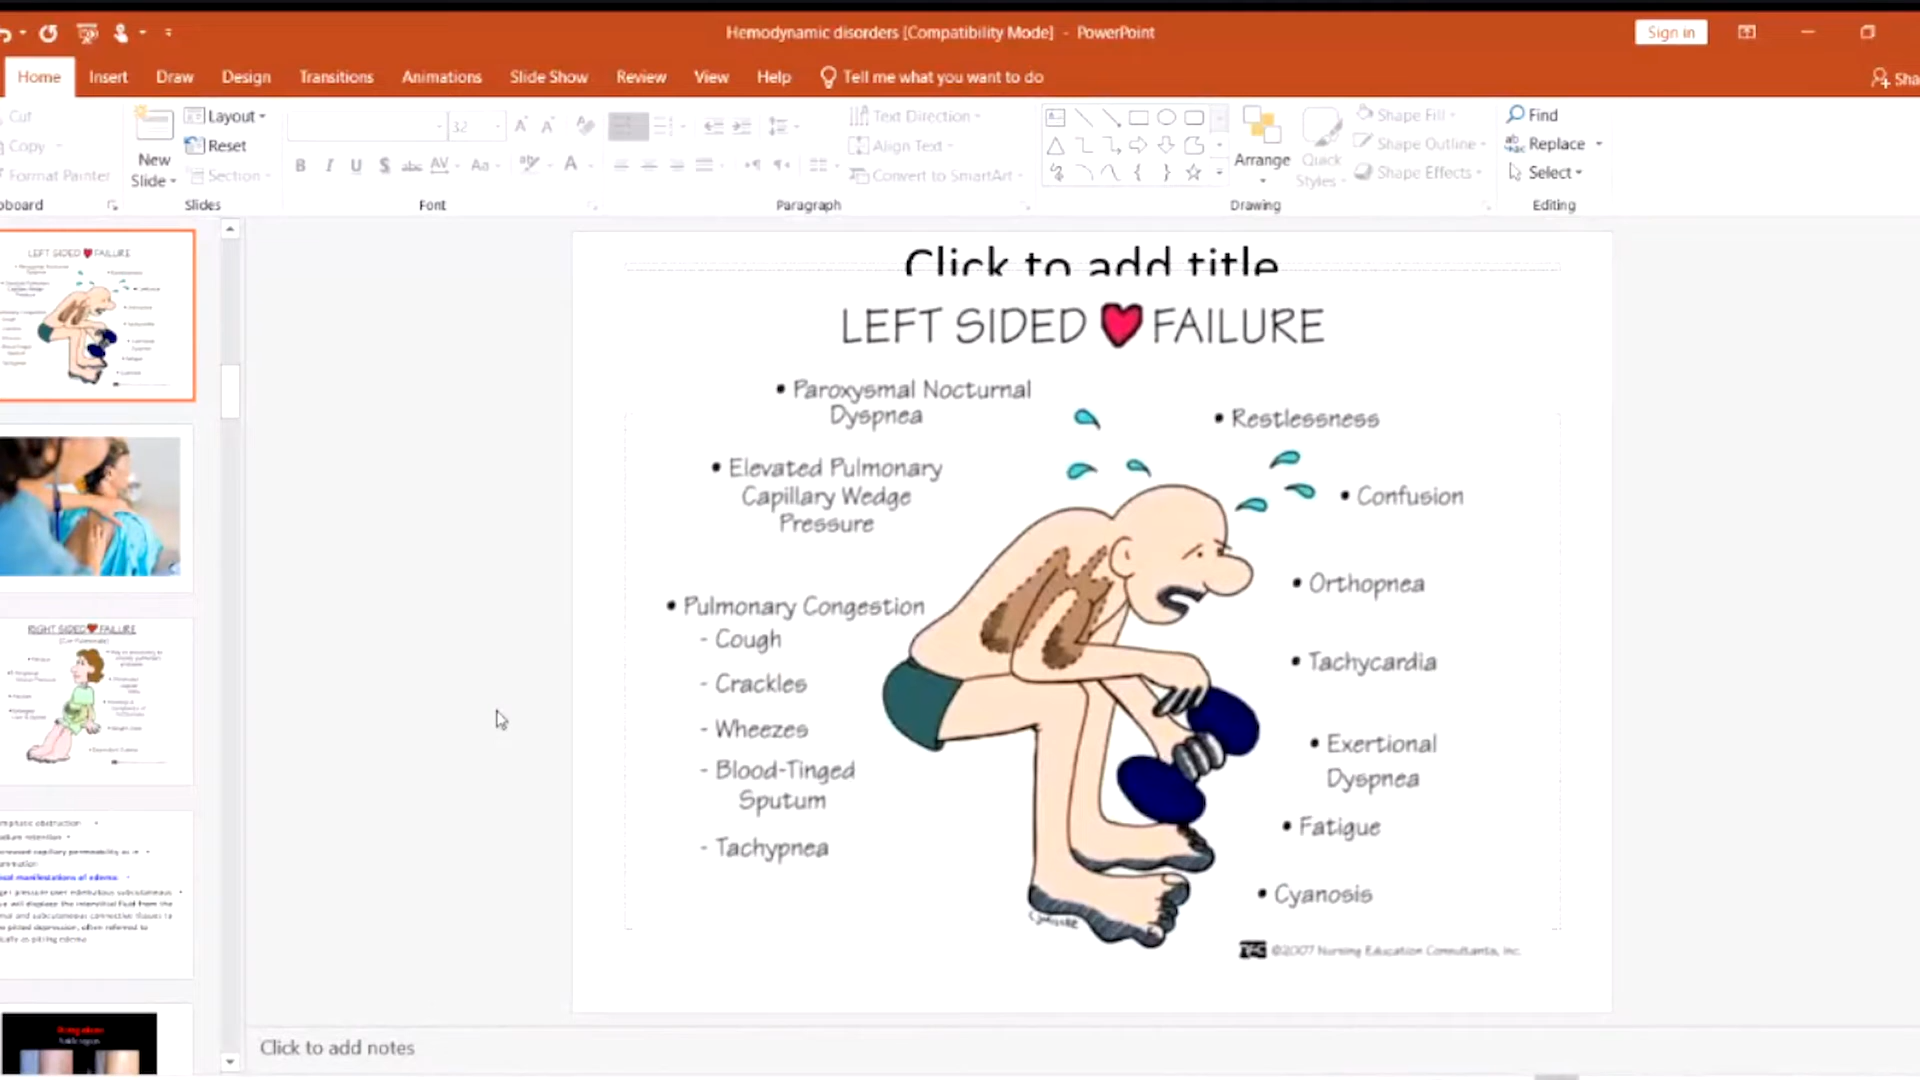 Hemodynamic disorders [Compatibility Mode] - PowerPoint
Sign in
Home Insert Draw Design Transitions Animations Slide Show Review View Help Tell me what you want to do
Cut
Copy
Format Painter
New
Slide
Layout
Reset
Section
Slides
32
Font
Text Direction
Align Text
Convert to SmartArt
Paragraph
Arrange
Quick
Styles
Shape Fill
Shape Outline
Shape Effects
Drawing
Find
Replace
Select
Editing
LEFT SIDED FAILURE
RIGHT SIDED FAILURE
Click to add title
LEFT SIDED FAILURE
• Paroxysmal Nocturnal
Dyspnea
• Elevated Pulmonary
Capillary Wedge
Pressure
• Pulmonary Congestion
- Cough
- Crackles
- Wheezes
- Blood-Tinged
Sputum
- Tachypnea
• Restlessness
• Confusion
• Orthopnea
• Tachycardia
• Exertional
Dyspnea
• Fatigue
• Cyanosis
©2007 Nursing Education Consultants, Inc.
Click to add notes